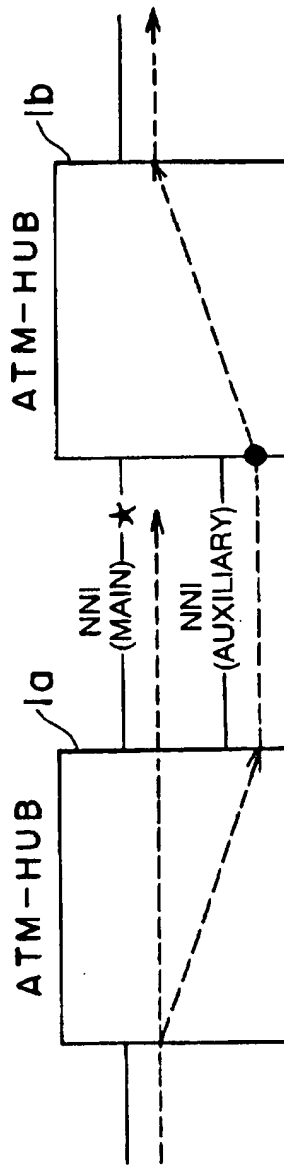 ATM-HUB
1a
NNI
(MAIN)
NNI
(AUXILIARY)
ATM-HUB
1b